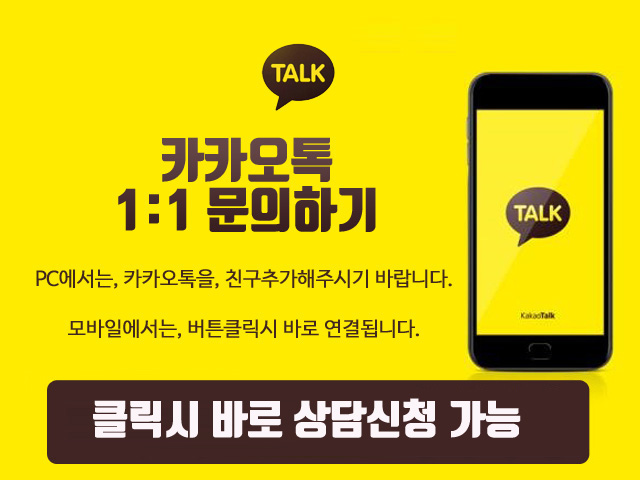 TALK
카카오톡
1:1 문의하기
PC에서는, 카카오톡을, 친구추가해주시기 바랍니다.
모바일에서는, 버튼클릭시 바로 연결됩니다.
클릭시 바로 상담신청 가능
TALK
KakaoTalk